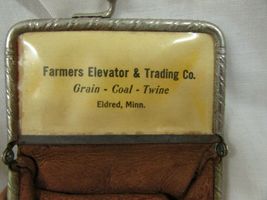 Farmers Elevator & Trading Co.
Grain - Coal - Twine
Eldred, Minn.